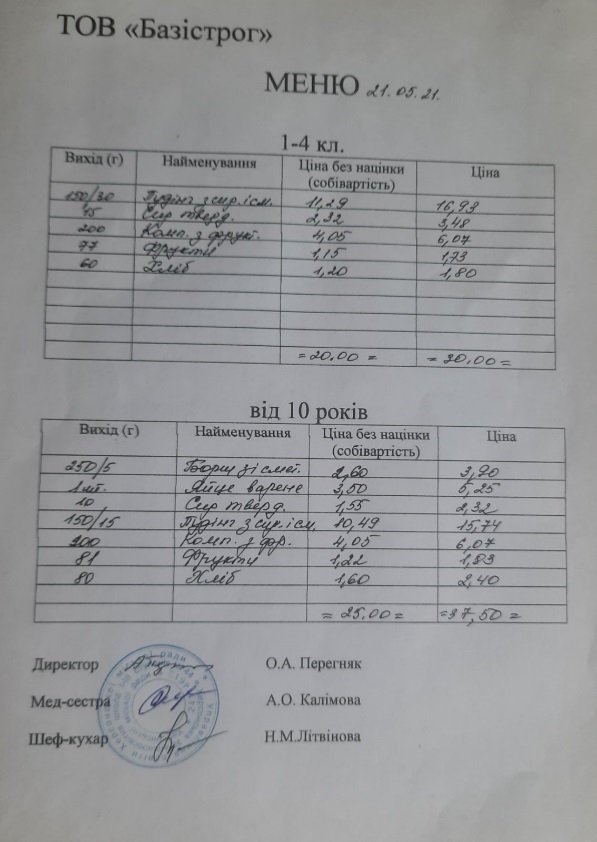 ТОВ «Базістрог»
МЕНЮ 21.05.21.
1-4 кл.
Вихід (г) Найменування Ціна без націнки (собівартість) Ціна
150/30 Пудінг з сир. ісм. 11,29 16,93
15 Сир тверд. 2,32 3,48
200 Комп. з фрукт. 4,05 6,07
77 Фрукти 1,15 1,73
60 Хліб 1,20 1,80
=20.00= =30.00=
від 10 років
Вихід (г) Найменування Ціна без націнки (собівартість) Ціна
250/5 Борщ зі смет. 2,60 3,90
1 шт. Яйце варене 3,50 5,25
10 Сир тверд. 1,55 2,32
150/15 Пудінг з сир. ісм. 10,49 15,74
200 Комп. з фр. 4,05 6,07
81 Фрукти 1,22 1,83
80 Хліб 1,60 2,40
=25.00= =37,50=
Директор О.А. Перегняк
Мед-сестра А.О. Калімова
Шеф-кухар Н.М.Літвінова